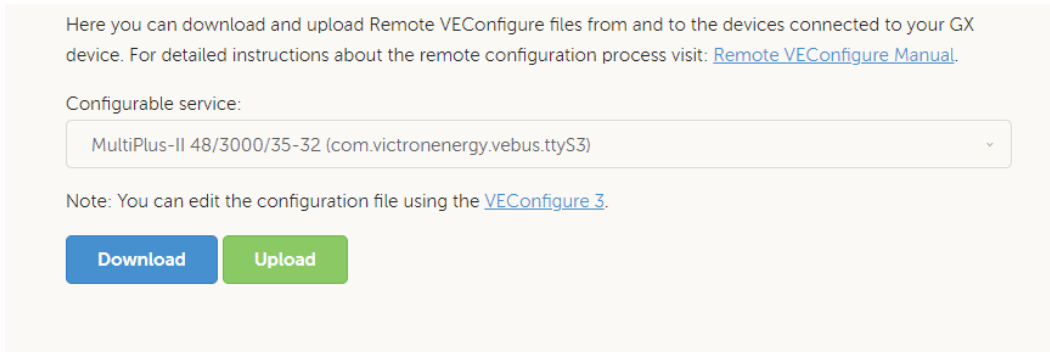 Here you can download and upload Remote VEConfigure files from and to the devices connected to your GX
device. For detailed instructions about the remote configuration process visit: Remote VEConfigure Manual.
Configurable service:
MultiPlus-II 48/3000/35-32 (com.victronenergy.vebus.ttyS3)
Note: You can edit the configuration file using the VEConfigure 3.
Download Upload